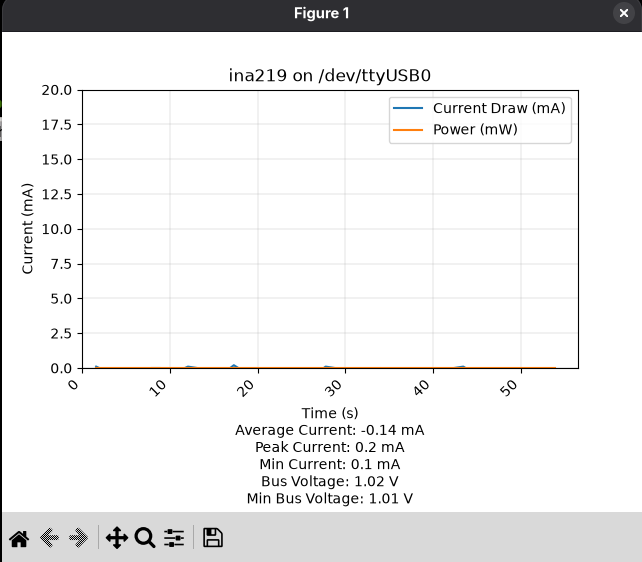 Figure 1
ina219 on /dev/ttyUSB0
20.0
17.5
15.0
12.5
10.0
7.5
5.0
2.5
0.0
Current (mA)
Current Draw (mA)
Power (mW)
0
10
20
30
40
50
Time (s)
Average Current: -0.14 mA
Peak Current: 0.2 mA
Min Current: 0.1 mA
Bus Voltage: 1.02 V
Min Bus Voltage: 1.01 V